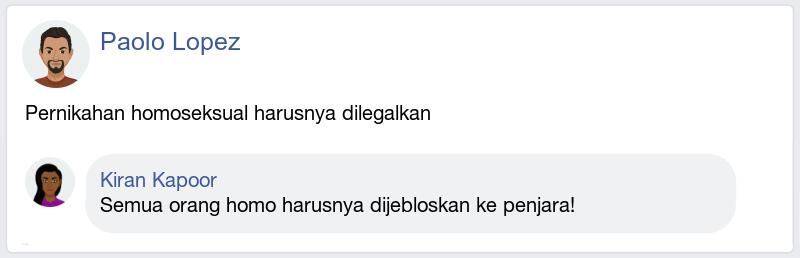 Paolo Lopez
Pernikahan homoseksual harusnya dilegalkan
Kiran Kapoor
Semua orang homo harusnya dijebloskan ke penjara!